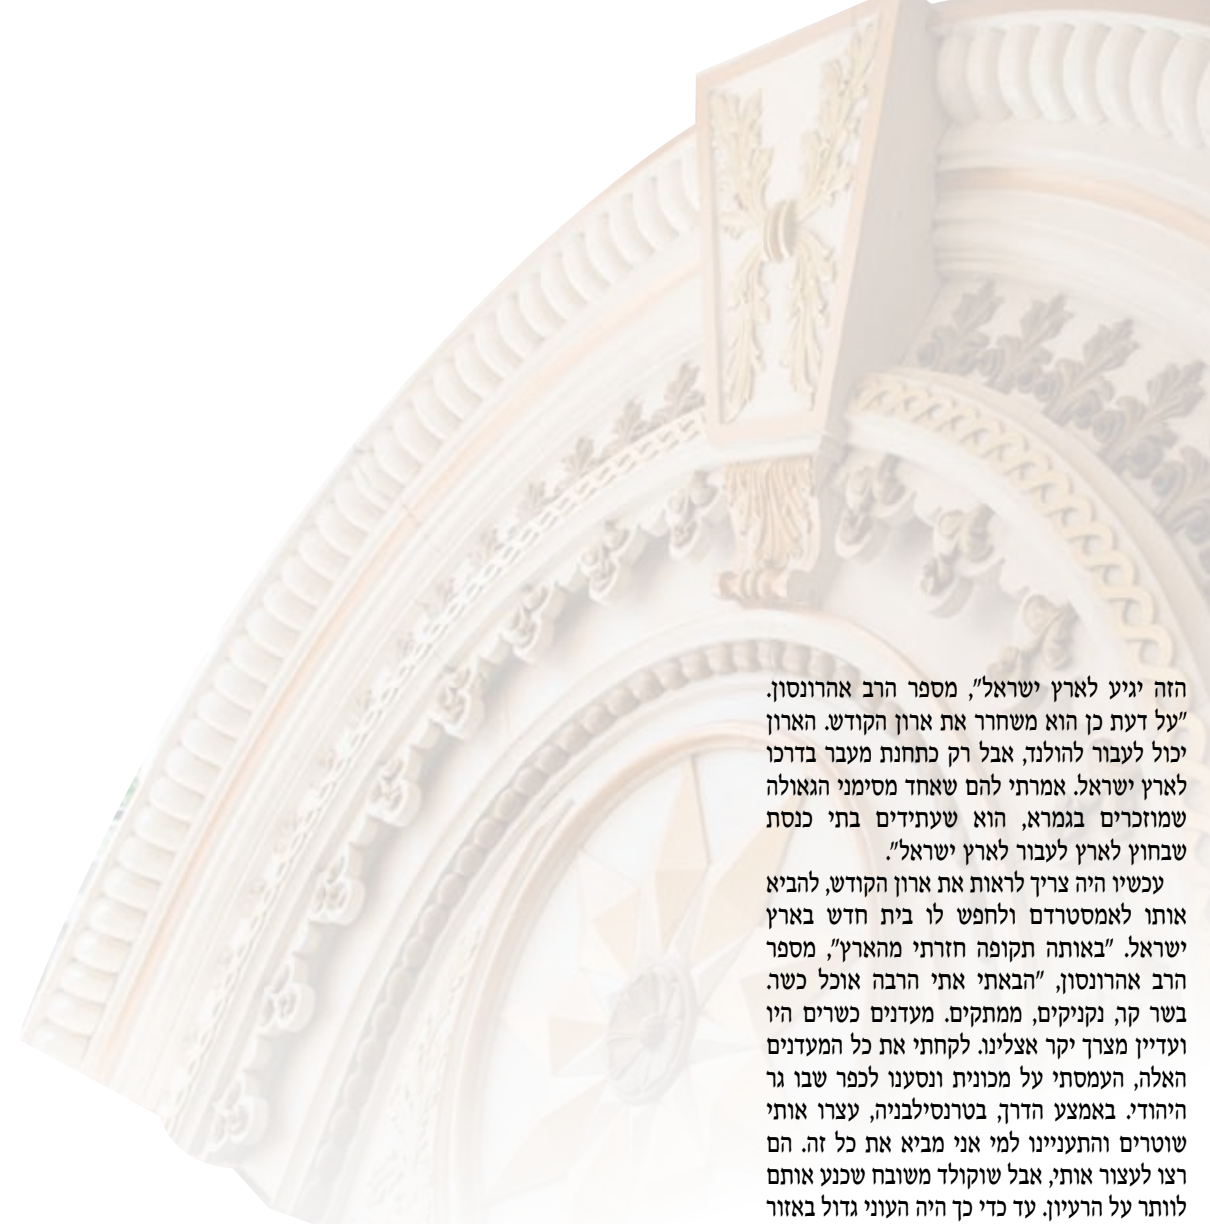 הזה יגיע לארץ ישראל", מספר הרב אהרונסון.
"על דעת כן הוא משחרר את ארון הקודש. הארון
יכול לעבור להולנד, אבל רק כתחנת מעבר בדרכו
לארץ ישראל. אמרתי להם שאחד מסימני הגאולה
שמוזכרים בגמרא, הוא שעתידים בתי כנסת
שבחוץ לארץ לעבור לארץ ישראל".
עכשיו היה צריך לראות את ארון הקודש, להביא
אותו לאמסטרדם ולחפש לו בית חדש בארץ
ישראל. "באותה תקופה חזרתי מהארץ", מספר
הרב אהרונסון, "הבאתי אתי הרבה אוכל כשר.
בשר קר, נקניקים, ממתקים. מעדנים כשרים היו
ועדיין מצרך יקר אצלינו. לקחתי את כל המעדנים
האלה, העמסתי על מכונית ונסענו לכפר שבו גר
היהודי. באמצע הדרך, בטרנסילבניה, עצרו אותי
שוטרים והתעניינו למי אני מביא את כל זה. הם
רצו לעצור אותי, אבל שוקולד משובח שכנע אותם
לוותר על הרעיון. עד כדי כך היה העוני גדול באזור